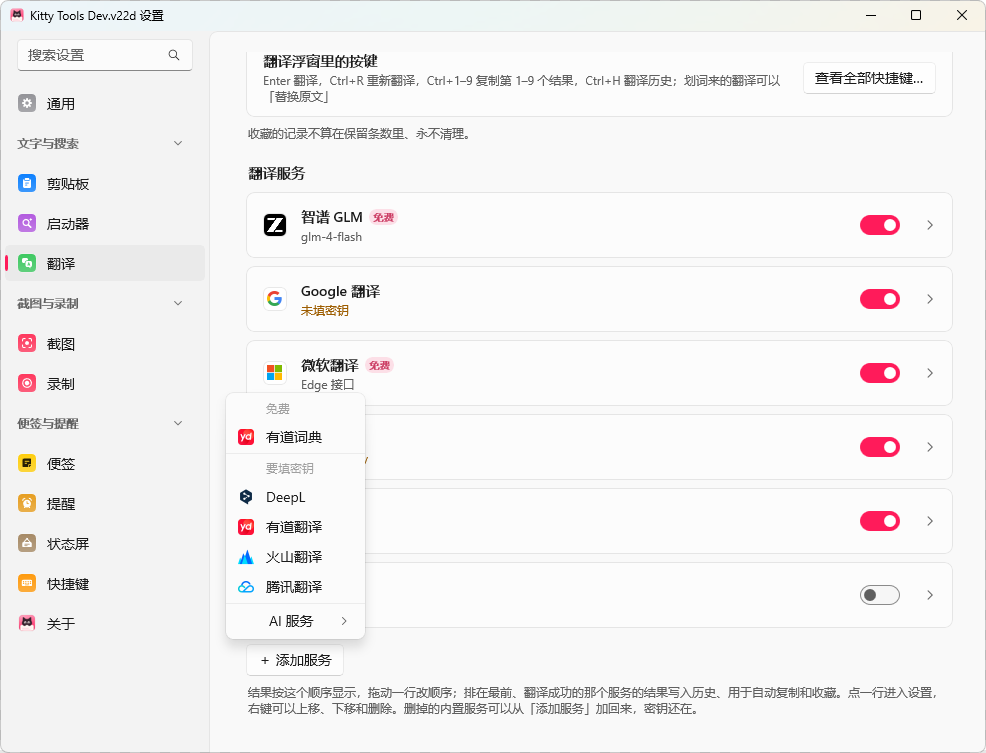 Kitty Tools Dev.v22d 设置
搜索设置
通用
文字与搜索
剪贴板
启动器
翻译
截图与录制
截图
录制
便签与提醒
便签
提醒
状态屏
快捷键
关于
翻译浮窗里的按键
Enter 翻译，Ctrl+R 重新翻译，Ctrl+1–9 复制第 1–9 个结果，Ctrl+H 翻译历史；划词来的翻译可以
「替换原文」
查看全部快捷键...
收藏的记录不算在保留条数里、永不清理。
翻译服务
智谱 GLM 免费
glm-4-flash
Google 翻译
未填密钥
微软翻译 免费
Edge 接口
免费
yd 有道词典
要填密钥
DeepL
yd 有道翻译
火山翻译
腾讯翻译
AI 服务
+ 添加服务
结果按这个顺序显示，拖动一行改顺序；排在最前、翻译成功的那个服务的结果写入历史、用于自动复制和收藏。点一行进入设置，
右键可以上移、下移和删除。删掉的内置服务可以从「添加服务」加回来，密钥还在。